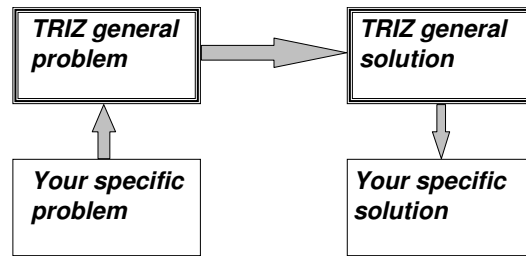 TRIZ general
problem
TRIZ general
solution
Your specific
problem
Your specific
solution